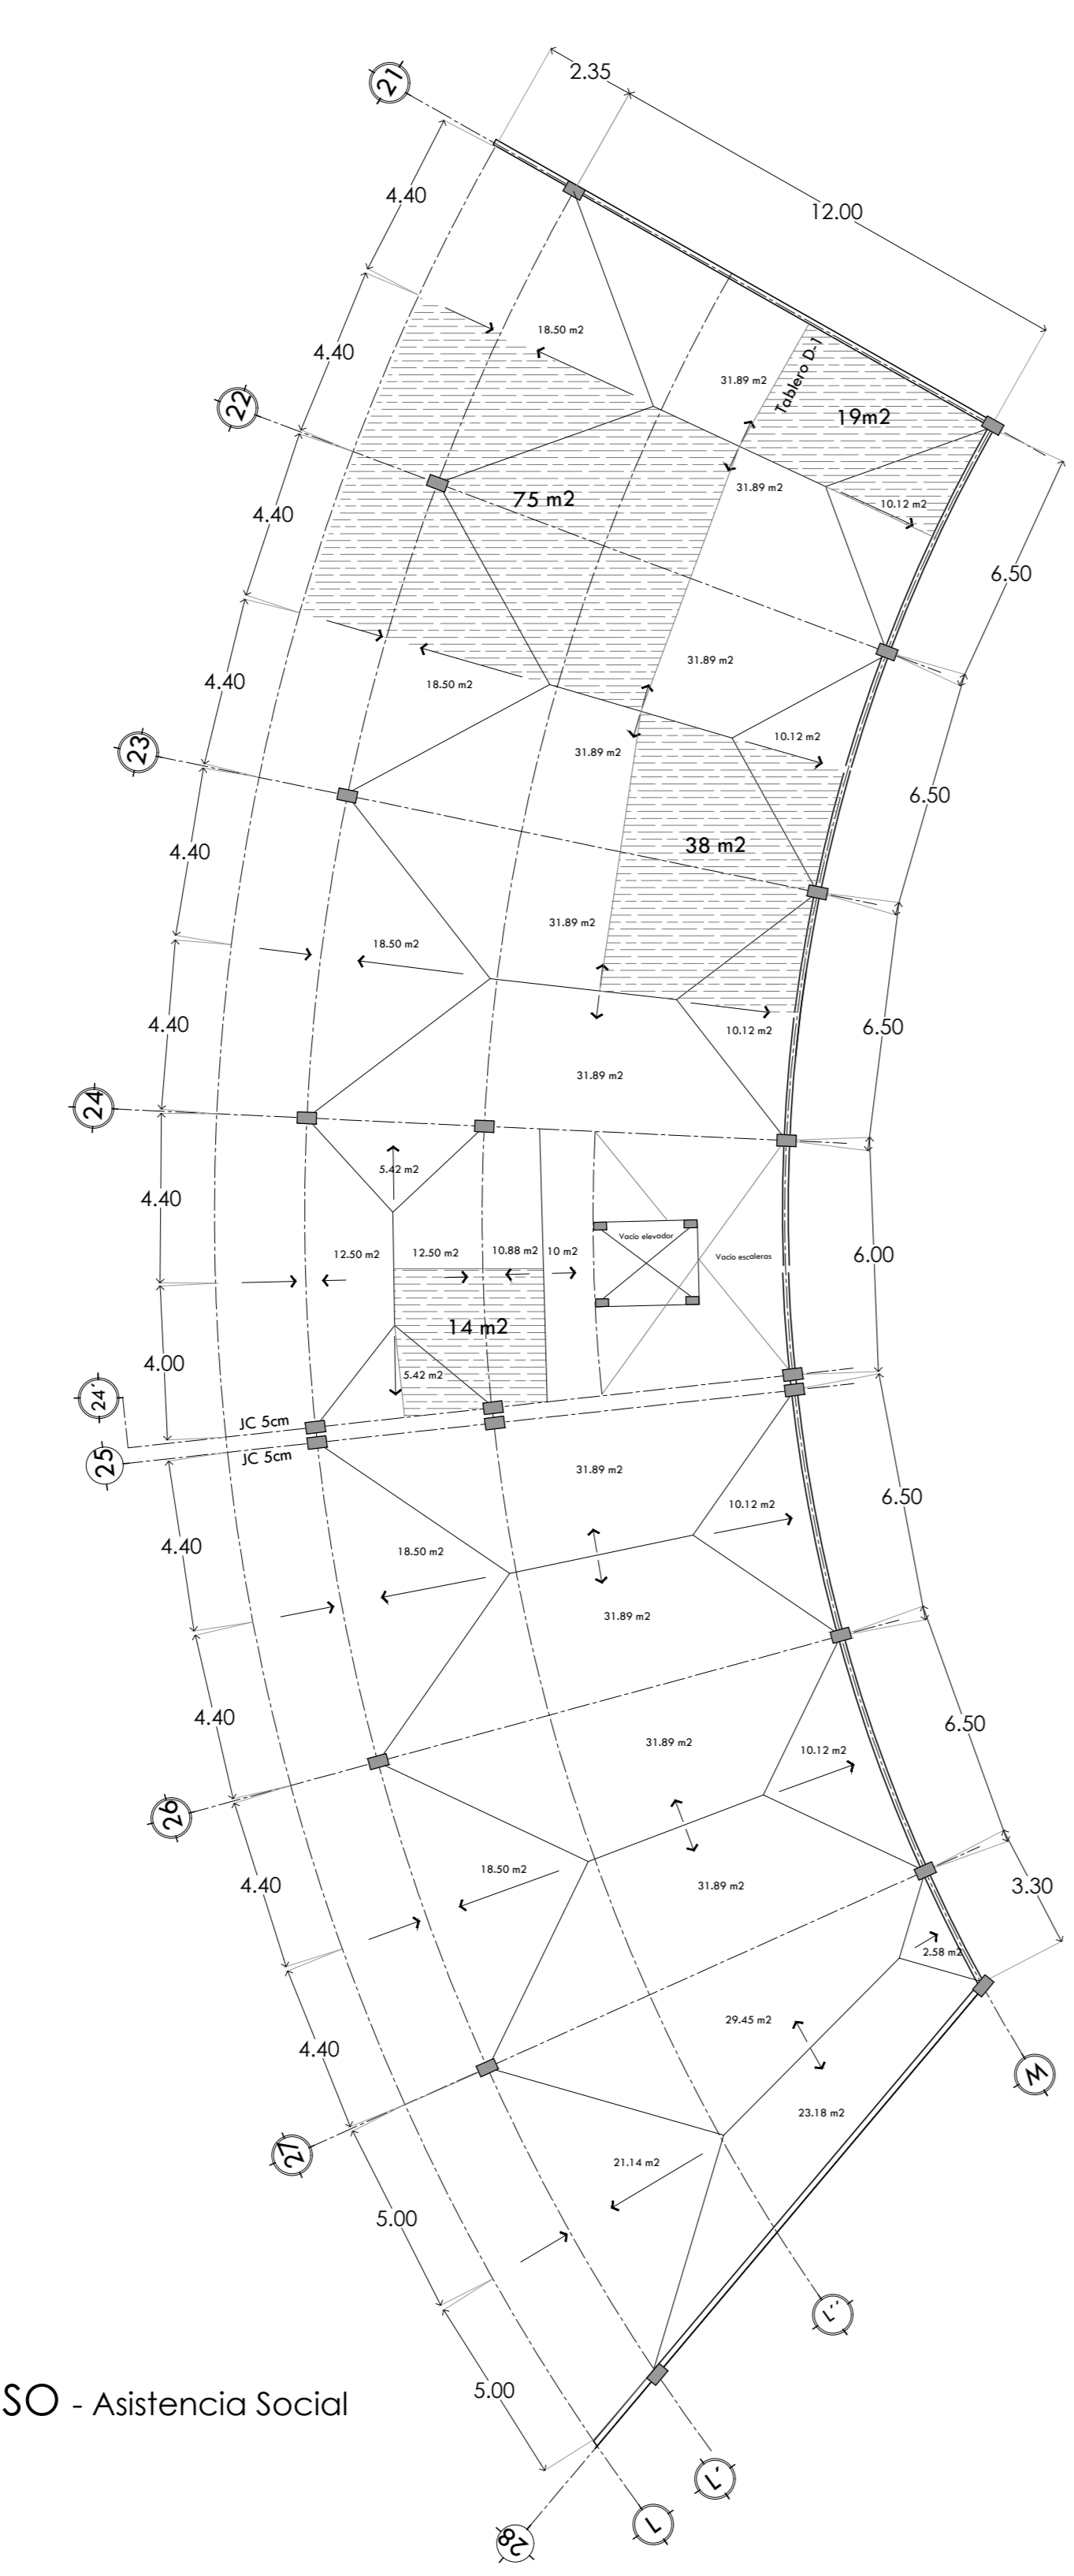 21
2.35
12.00
4.40
18.50 m2
4.40
31.89 m2
Tablero D-1
19m2
22
75 m2
31.89 m2
10.12 m2
4.40
6.50
31.89 m2
18.50 m2
4.40
10.12 m2
23
31.89 m2
6.50
38 m2
4.40
31.89 m2
18.50 m2
4.40
10.12 m2
6.50
31.89 m2
24
5.42 m2
4.40
Vacío elevador
12.50 m2
12.50 m2
10.88 m2
10 m2
Vacío escaleras
6.00
14 m2
4.00
5.42 m2
24'
JC 5cm
25
JC 5cm
31.89 m2
6.50
10.12 m2
4.40
18.50 m2
31.89 m2
4.40
6.50
31.89 m2
10.12 m2
26
18.50 m2
4.40
31.89 m2
3.30
2.58 m2
4.40
29.45 m2
M
23.18 m2
27
21.14 m2
5.00
L''
5.00
SO - Asistencia Social
L'
L
28